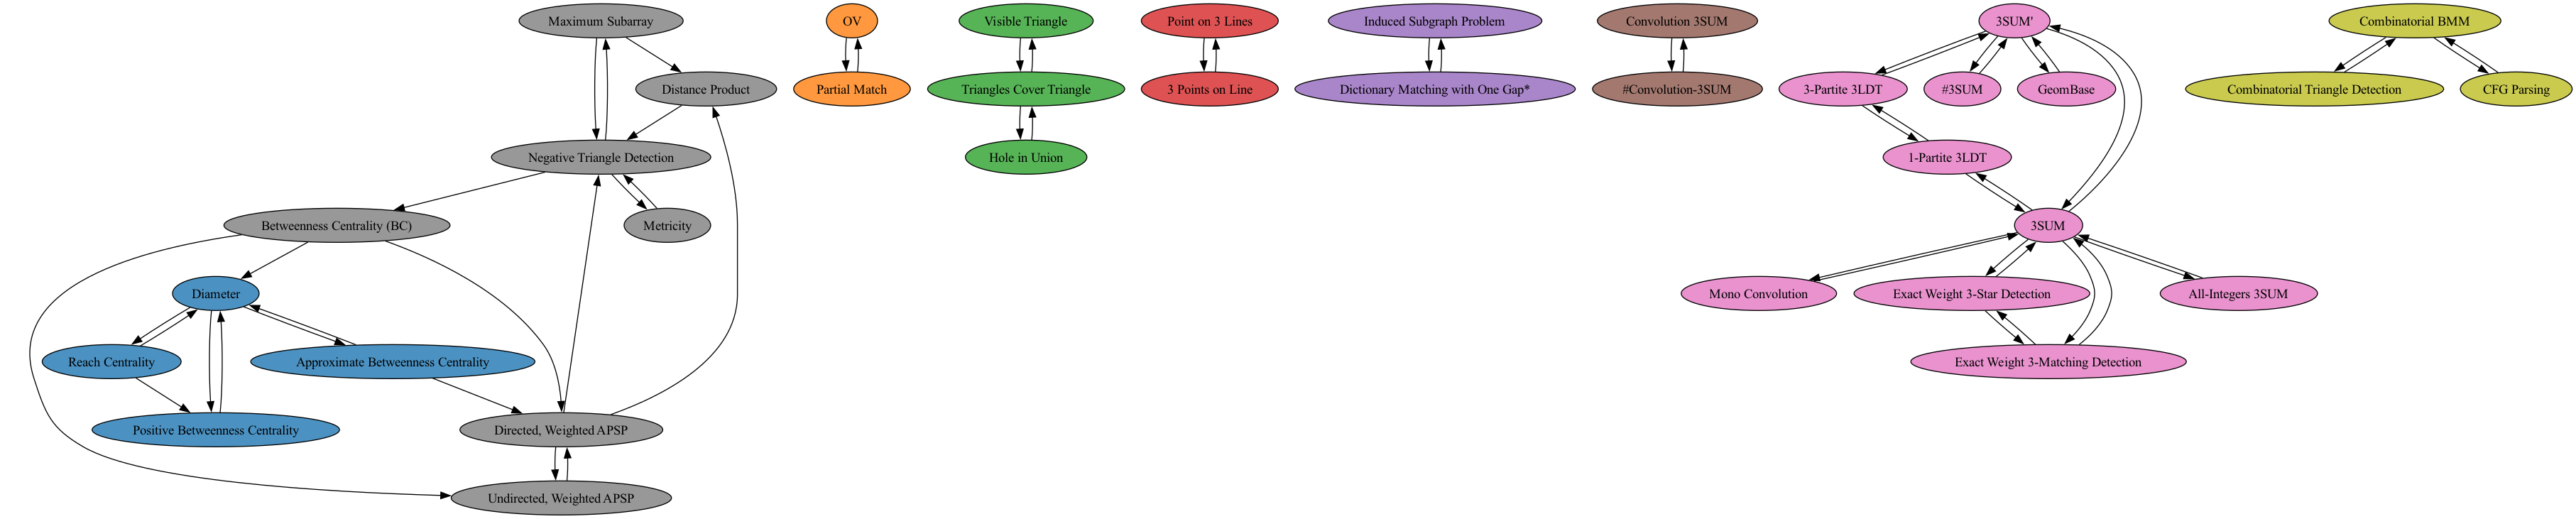 Maximum Subarray
OV
Visible Triangle
Point on 3 Lines
Induced Subgraph Problem
Convolution 3SUM
3SUM'
Combinatorial BMM
Distance Product
Partial Match
Triangles Cover Triangle
3 Points on Line
Dictionary Matching with One Gap*
#Convolution-3SUM
3-Partite 3LDT
#3SUM
GeomBase
Combinatorial Triangle Detection
CFG Parsing
Negative Triangle Detection
Hole in Union
1-Partite 3LDT
Betweenness Centrality (BC)
Metricity
3SUM
Diameter
Mono Convolution
Exact Weight 3-Star Detection
All-Integers 3SUM
Reach Centrality
Approximate Betweenness Centrality
Exact Weight 3-Matching Detection
Positive Betweenness Centrality
Directed, Weighted APSP
Undirected, Weighted APSP